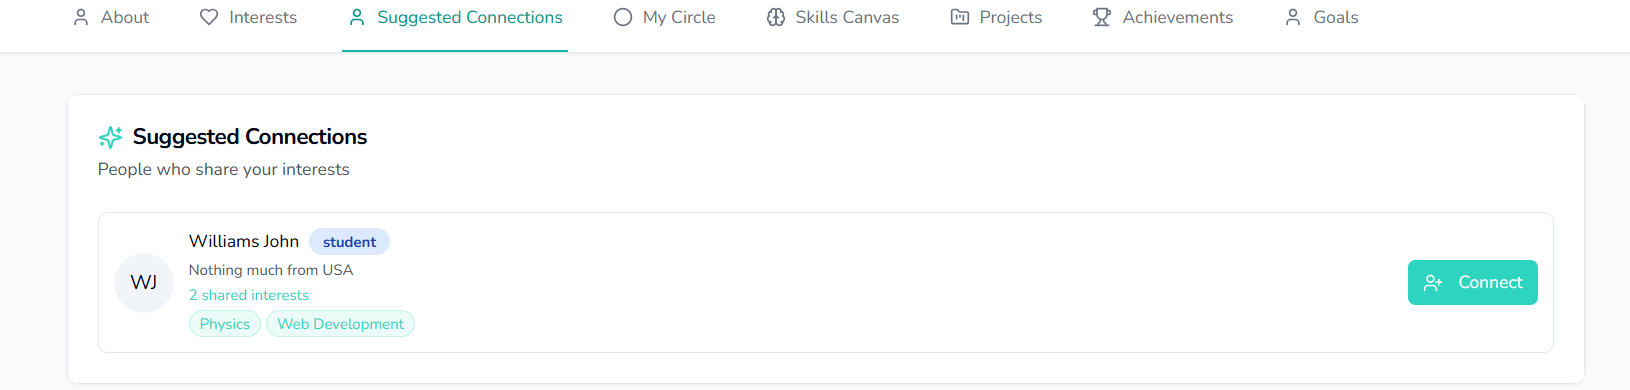 About Interests Suggested Connections My Circle Skills Canvas Projects Achievements Goals
Suggested Connections
People who share your interests
Williams John student
WJ
Nothing much from USA
2 shared interests
Physics Web Development
Connect